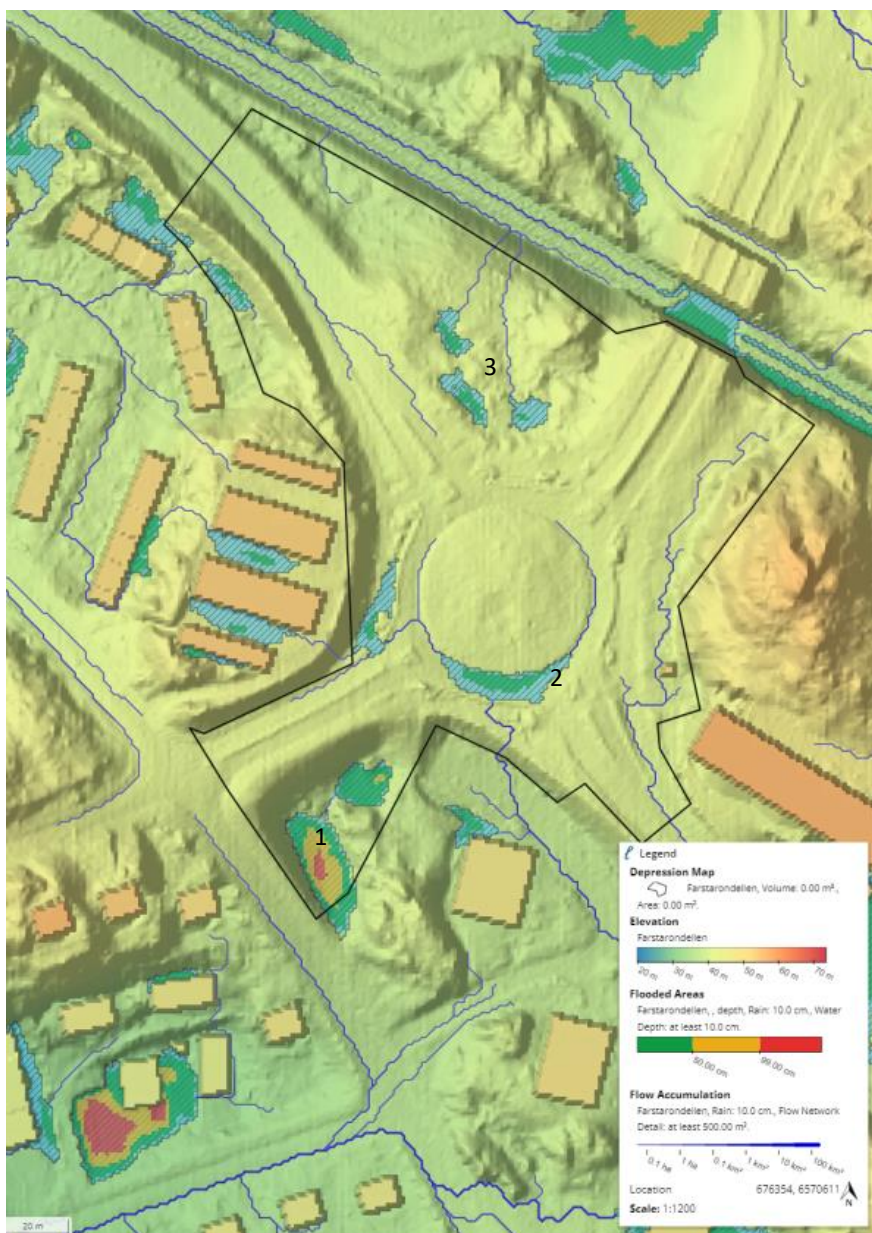 3
2
1
Legend
Depression Map
Farstarondellen, Volume: 0.00 m²,
Area: 0.00 m².
Elevation
Farstarondellen
20 m 30 m 40 m 50 m 60 m 70 m
Flooded Areas
Farstarondellen, , depth, Rain: 10.0 cm., Water
Depth: at least 10.0 cm.
50.00 cm 99.00 cm
Flow Accumulation
Farstarondellen, Rain: 10.0 cm., Flow Network
Detail: at least 500.00 m².
0.1 ha 1 ha 0.1 km² 1 km² 10 km² 100 km²
Location 676354, 6570611
N
Scale: 1:1200
20 m